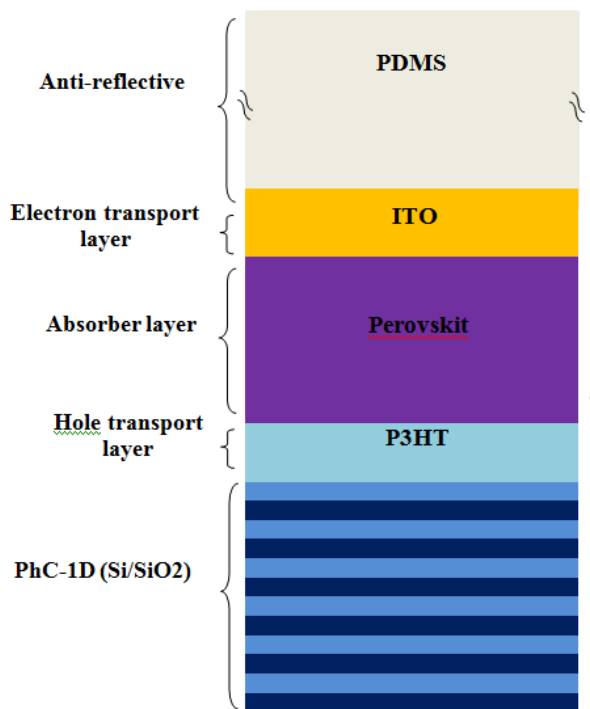 PDMS
Anti-reflective
Electron transport
layer
ITO
Absorber layer
Perovskit
Hole transport
layer
P3HT
PhC-1D (Si/SiO2)